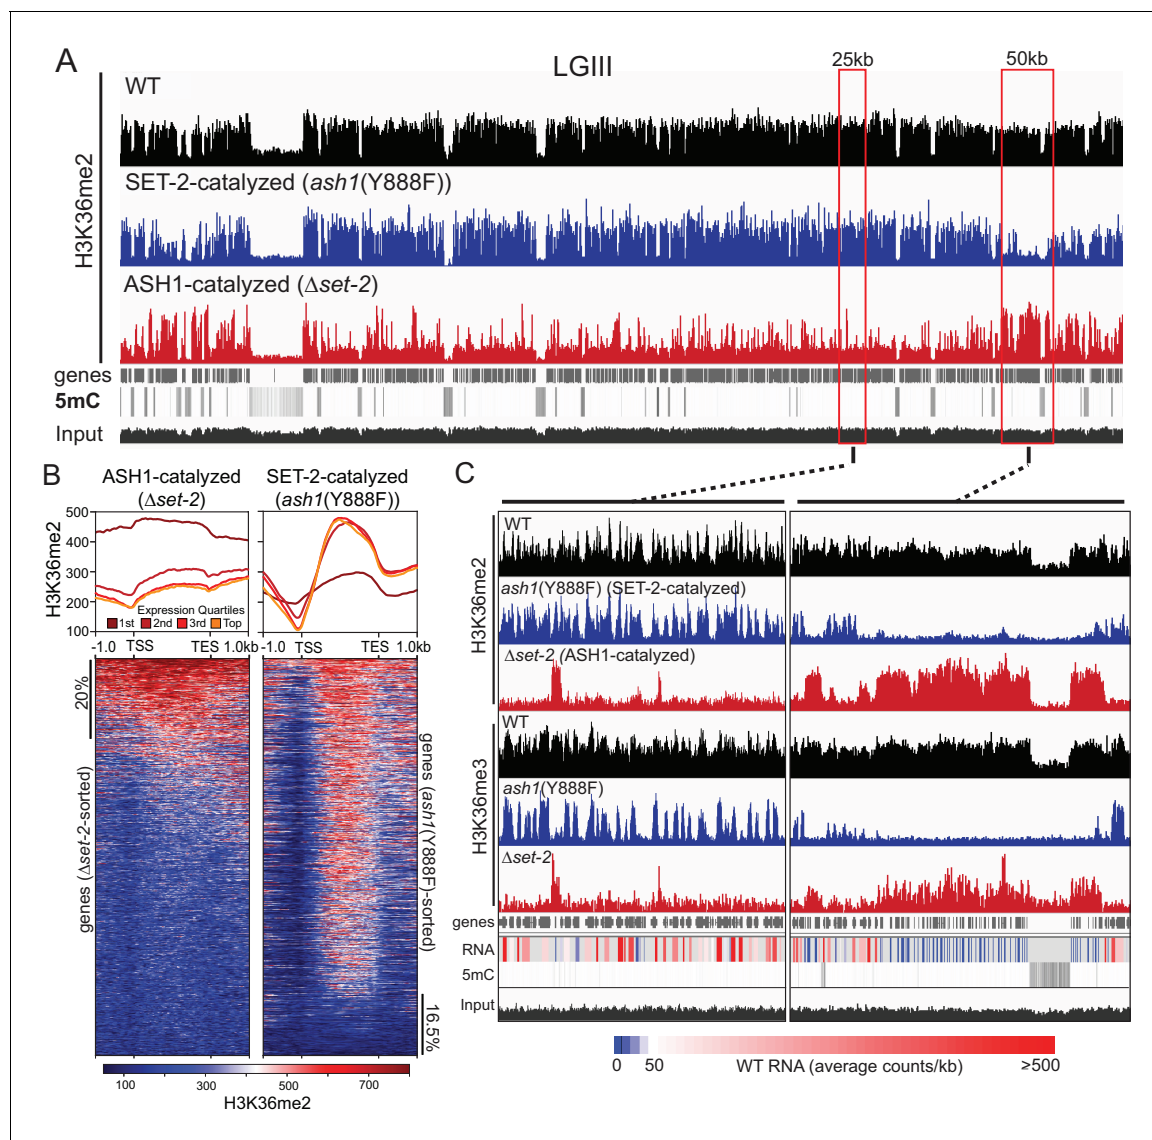 A
LGIII
25kb
50kb
H3K36me2
WT
SET-2-catalyzed (ash1(Y888F))
ASH1-catalyzed (Δset-2)
genes
5mC
Input
B
ASH1-catalyzed
(Δset-2)
SET-2-catalyzed
(ash1(Y888F))
H3K36me2
500
400
300
200
100
Expression Quartiles
1st 2nd 3rd Top
-1.0 TSS TES 1.0kb
-1.0 TSS TES 1.0kb
20%
genes (Δset-2-sorted)
genes (ash1(Y888F)-sorted)
16.5%
100 300 500 700
H3K36me2
C
H3K36me2
WT
ash1(Y888F) (SET-2-catalyzed)
Δset-2 (ASH1-catalyzed)
H3K36me3
WT
ash1(Y888F)
Δset-2
genes
RNA
5mC
Input
0 50 WT RNA (average counts/kb) ≥500